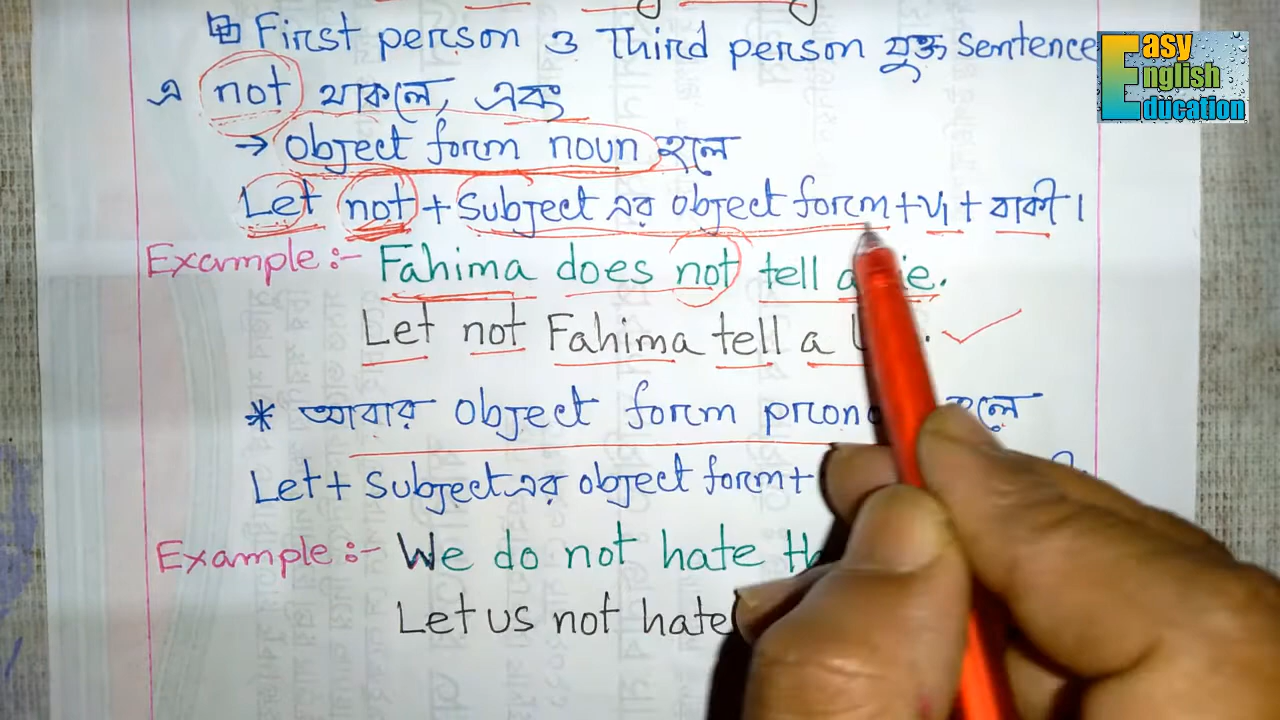 First person ও Third person যুক্ত sentence
এ not থাকলে, এবং
→ object form noun হলে
Let not + Subject এর object form + V1 + বাকী।
Example :- Fahima does not tell a
Let not Fahima tell a
* আবার object form হলে
Let + Subject এর object form +
Example :- We do not hate
Let us not hate
Easy
English
Education